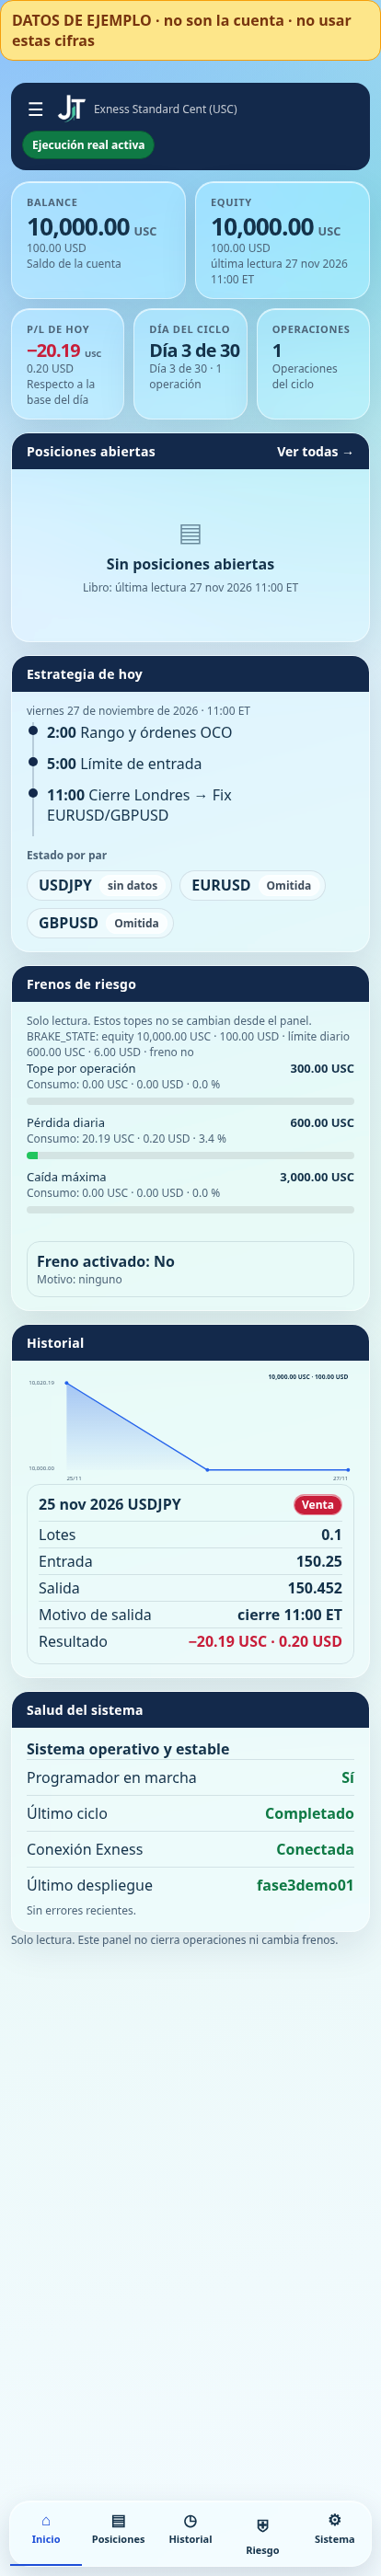 DATOS DE EJEMPLO · no son la cuenta · no usar
estas cifras
JT Exness Standard Cent (USC)
Ejecución real activa
BALANCE
10,000.00 USC
100.00 USD
Saldo de la cuenta
EQUITY
10,000.00 USC
100.00 USD
última lectura 27 nov 2026
11:00 ET
P/L DE HOY
−20.19 USC
0.20 USD
Respecto a la
base del día
DÍA DEL CICLO
Día 3 de 30
Día 3 de 30 · 1
operación
OPERACIONES
1
Operaciones
del ciclo
Posiciones abiertas Ver todas →
Sin posiciones abiertas
Libro: última lectura 27 nov 2026 11:00 ET
Estrategia de hoy
viernes 27 de noviembre de 2026 · 11:00 ET
2:00 Rango y órdenes OCO
5:00 Límite de entrada
11:00 Cierre Londres → Fix
EURUSD/GBPUSD
Estado por par
USDJPY sin datos EURUSD Omitida
GBPUSD Omitida
Frenos de riesgo
Solo lectura. Estos topes no se cambian desde el panel.
BRAKE_STATE: equity 10,000.00 USC · 100.00 USD · límite diario
600.00 USC · 6.00 USD · freno no
Tope por operación 300.00 USC
Consumo: 0.00 USC · 0.00 USD · 0.0 %
Pérdida diaria 600.00 USC
Consumo: 20.19 USC · 0.20 USD · 3.4 %
Caída máxima 3,000.00 USC
Consumo: 0.00 USC · 0.00 USD · 0.0 %
Freno activado: No
Motivo: ninguno
Historial
10,000.00 USC · 100.00 USD
10,020.19
10,000.00
25/11 27/11
25 nov 2026 USDJPY Venta
Lotes 0.1
Entrada 150.25
Salida 150.452
Motivo de salida cierre 11:00 ET
Resultado −20.19 USC · 0.20 USD
Salud del sistema
Sistema operativo y estable
Programador en marcha Sí
Último ciclo Completado
Conexión Exness Conectada
Último despliegue fase3demo01
Sin errores recientes.
Solo lectura. Este panel no cierra operaciones ni cambia frenos.
Inicio Posiciones Historial Riesgo Sistema